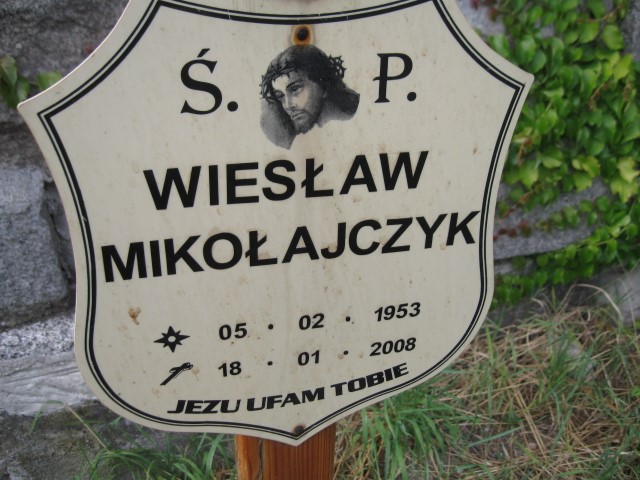 Ś. P.
WIESŁAW
MIKOŁAJCZYK
05 · 02 · 1953
18 · 01 · 2008
JEZU UFAM TOBIE